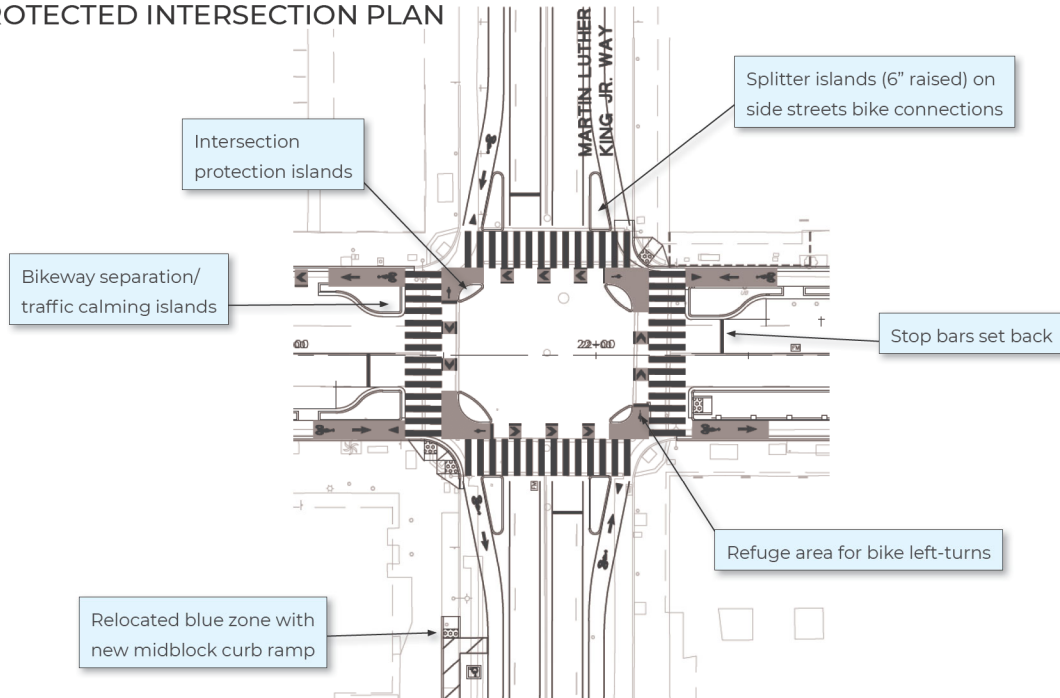 ROTECTED INTERSECTION PLAN
MARTIN LUTHER
KING JR. WAY
Splitter islands (6” raised) on
side streets bike connections
Intersection
protection islands
Bikeway separation/
traffic calming islands
Stop bars set back
00
22+00
Refuge area for bike left-turns
Relocated blue zone with
new midblock curb ramp